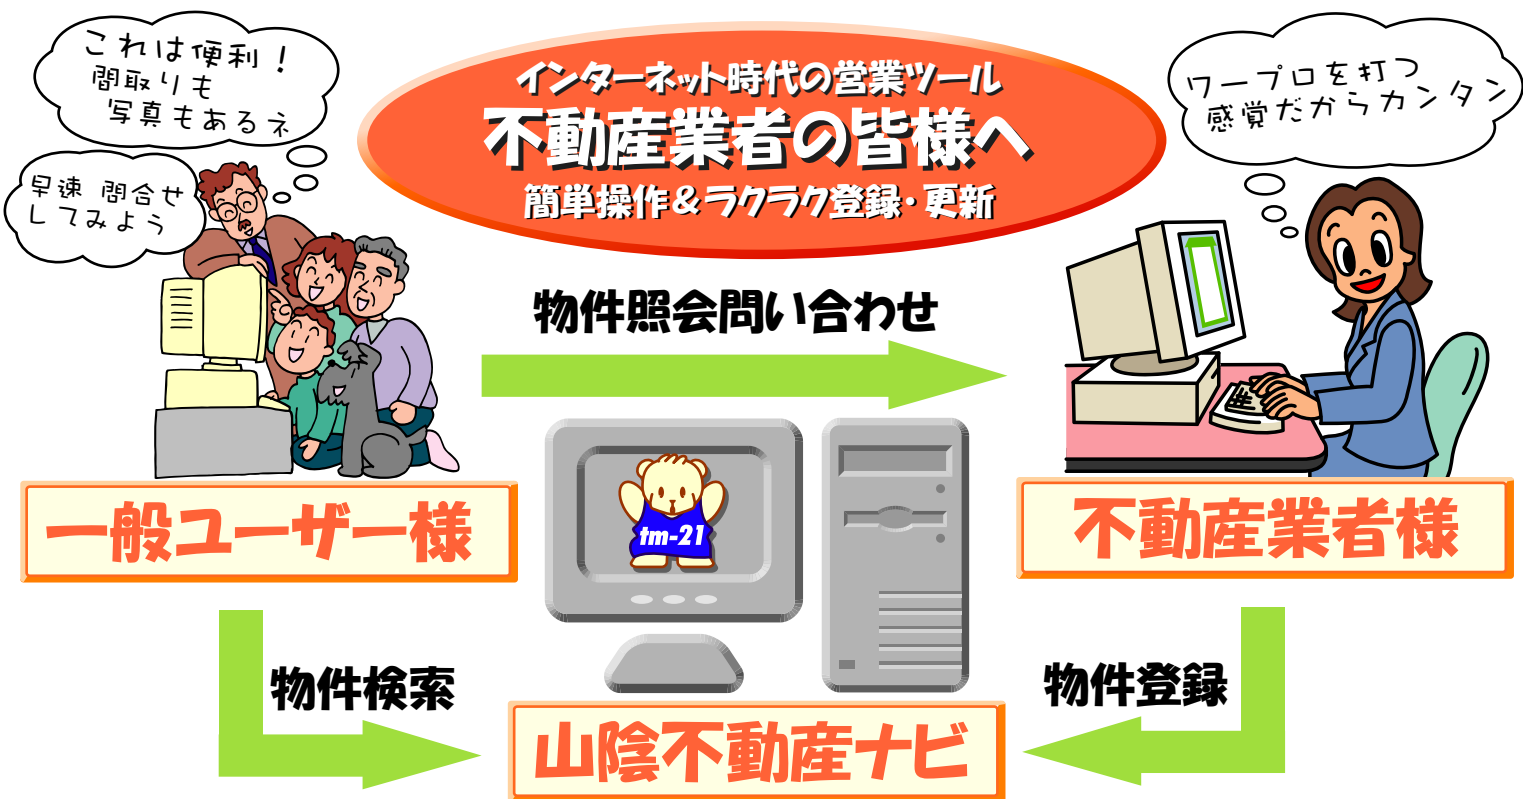 これは便利！
間取りも
写真もあるネ
早速 問合せ
してみよう
インターネット時代の営業ツール
不動産業者の皆様へ
簡単操作&ラクラク登録・更新
ワープロを打つ
感覚だからカンタン
物件照会問い合わせ
tm-21
一般ユーザー様
不動産業者様
物件検索
物件登録
山陰不動産ナビ